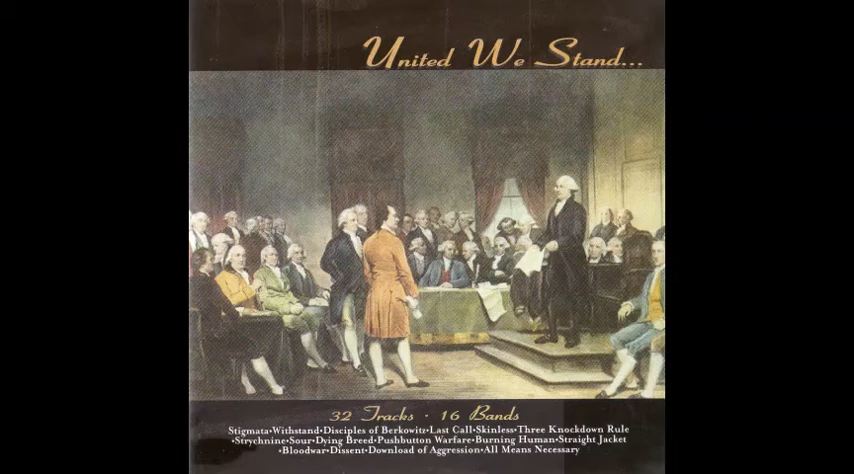 United We Stand...
32 Tracks · 16 Bands
Stigmata•Withstand•Disciples of Berkowitz•Last Call•Skinless•Three Knockdown Rule
•Strychnine•Sour•Dying Breed•Pushbutton Warfare•Burning Human•Straight Jacket
•Bloodwar•Dissent•Download of Aggression•All Means Necessary